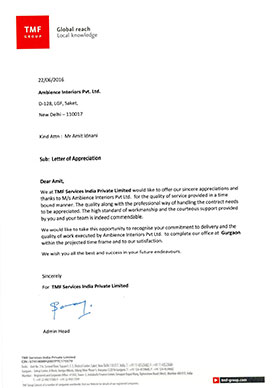 TMF
GROUP
Global reach
Local knowledge
22/06/2016
Ambience Interiors Pvt. Ltd.
D-128, LGF, Saket,
New Delhi – 110017
Kind Attn : Mr Amit Idnani
Sub: Letter of Appreciation
Dear Amit,
We at TMF Services India Private Limited would like to offer our sincere appreciations and
thanks to M/s Ambience Interiors Pvt. Ltd. for the quality of service provided in a time
bound manner. The quality along with the professional way of handling the contract needs
to be appreciated. The high standard of workmanship and the courteous support provided
by you and your team is indeed commendable.
We would like to take this opportunity to recognise your commitment to delivery and the
quality of work executed by Ambience Interiors Pvt. Ltd. to complete our office at Gurgaon
within the projected time frame and to our satisfaction.
We wish you all the best and success in your future endeavours.
Sincerely
For TMF Services India Private Limited
Admin Head
TMF Services India Private Limited
tmf-group.com